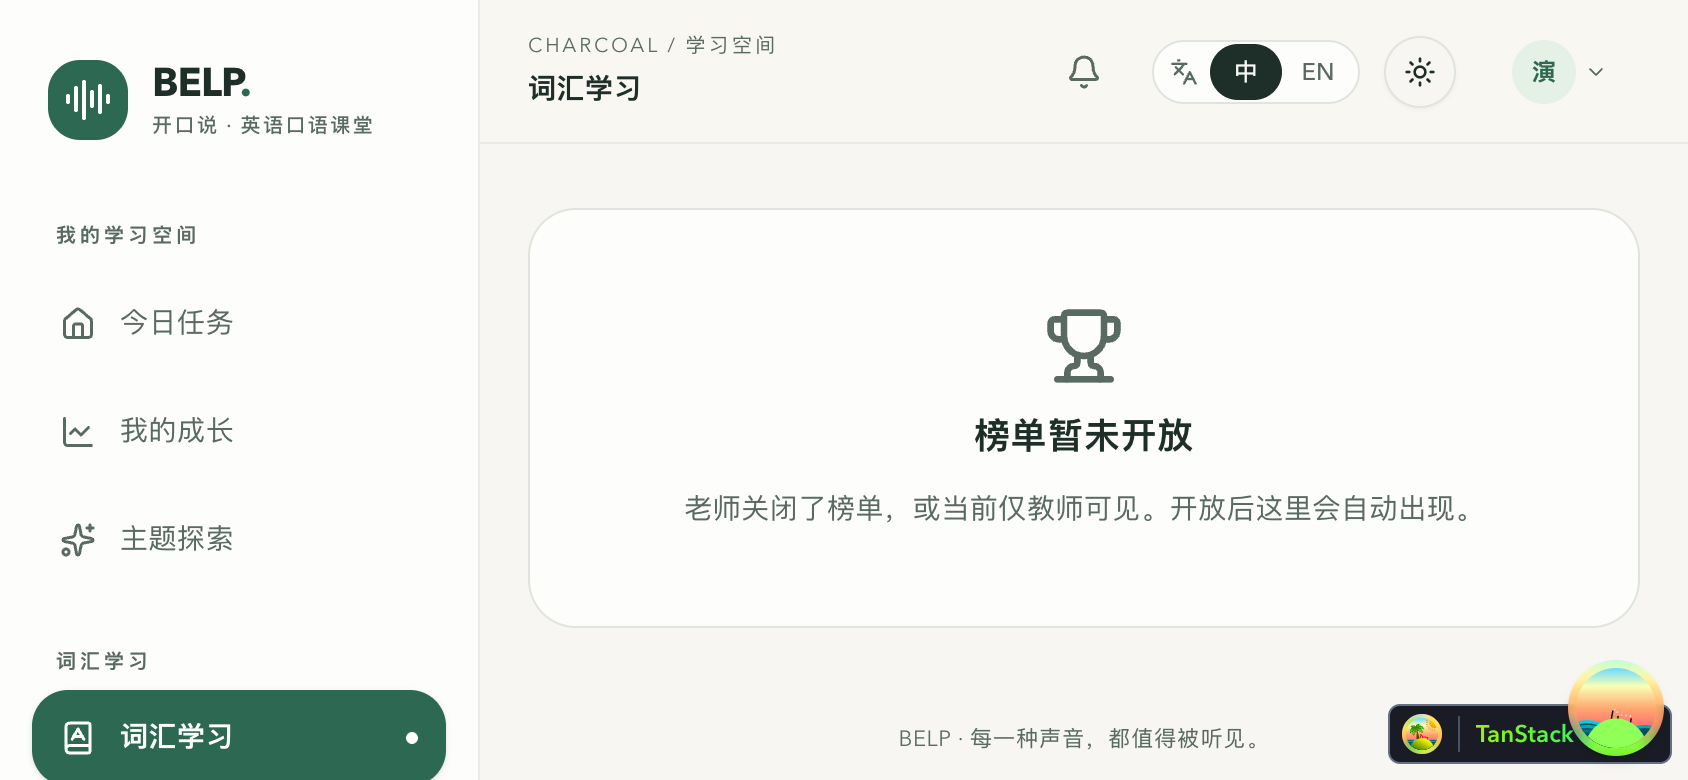 BELP.
开口说 · 英语口语课堂
我的学习空间
今日任务
我的成长
主题探索
词汇学习
词汇学习
CHARCOAL / 学习空间
词汇学习
中
EN
演
榜单暂未开放
老师关闭了榜单，或当前仅教师可见。开放后这里会自动出现。
BELP · 每一种声音，都值得被听见。
TanStack